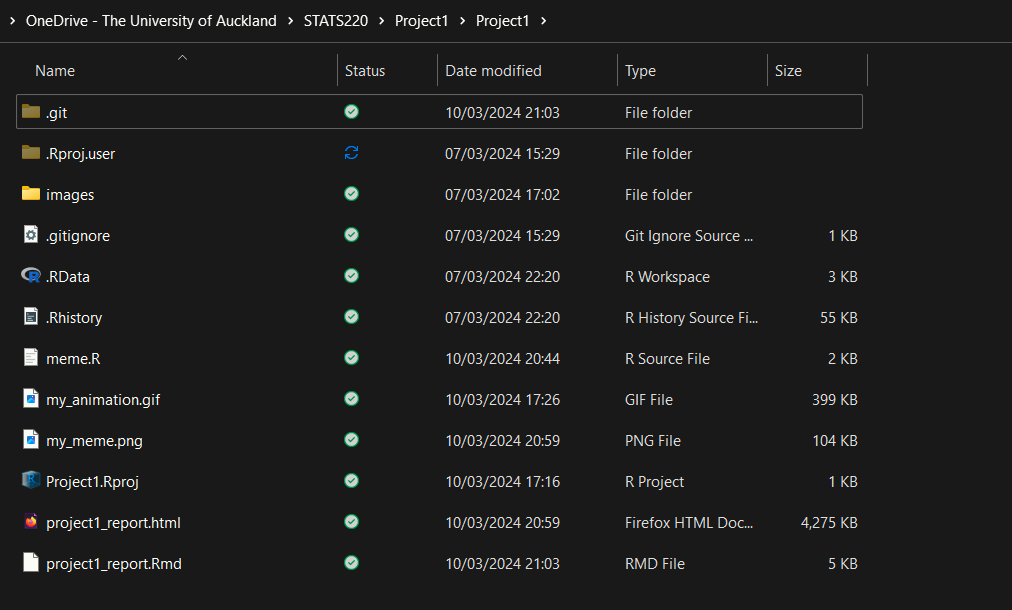 › OneDrive - The University of Auckland › STATS220 › Project1 › Project1 ›
Name Status Date modified Type Size
.git 10/03/2024 21:03 File folder
.Rproj.user 07/03/2024 15:29 File folder
images 07/03/2024 17:02 File folder
.gitignore 07/03/2024 15:29 Git Ignore Source ... 1 KB
.RData 07/03/2024 22:20 R Workspace 3 KB
.Rhistory 07/03/2024 22:20 R History Source Fi... 55 KB
meme.R 10/03/2024 20:44 R Source File 2 KB
my_animation.gif 10/03/2024 17:26 GIF File 399 KB
my_meme.png 10/03/2024 20:59 PNG File 104 KB
Project1.Rproj 10/03/2024 17:16 R Project 1 KB
project1_report.html 10/03/2024 20:59 Firefox HTML Doc... 4,275 KB
project1_report.Rmd 10/03/2024 21:03 RMD File 5 KB